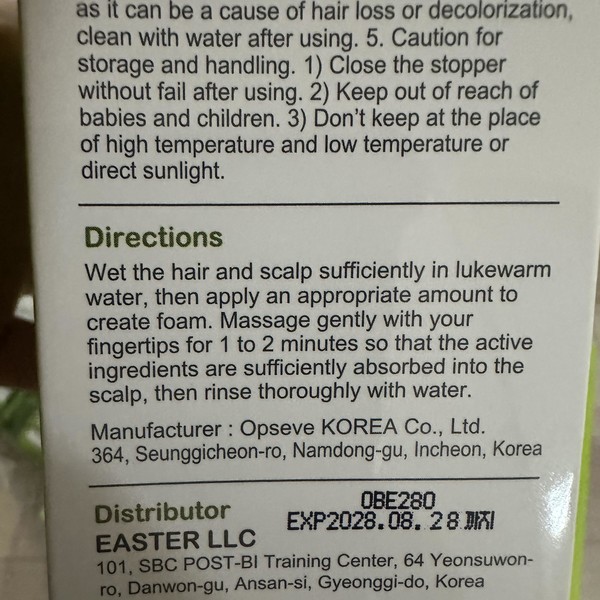 as it can be a cause of hair loss or decolorization,
clean with water after using. 5. Caution for
storage and handling. 1) Close the stopper
without fail after using. 2) Keep out of reach of
babies and children. 3) Don't keep at the place
of high temperature and low temperature or
direct sunlight.
Directions
Wet the hair and scalp sufficiently in lukewarm
water, then apply an appropriate amount to
create foam. Massage gently with your
fingertips for 1 to 2 minutes so that the active
ingredients are sufficiently absorbed into the
scalp, then rinse thoroughly with water.
Manufacturer : Opseve KOREA Co., Ltd.
364, Seunggicheon-ro, Namdong-gu, Incheon, Korea
Distributor
OBE280
EXP2028.08.28까지
EASTER LLC
101, SBC POST-BI Training Center, 64 Yeonsuwon-
ro, Danwon-gu, Ansan-si, Gyeonggi-do, Korea